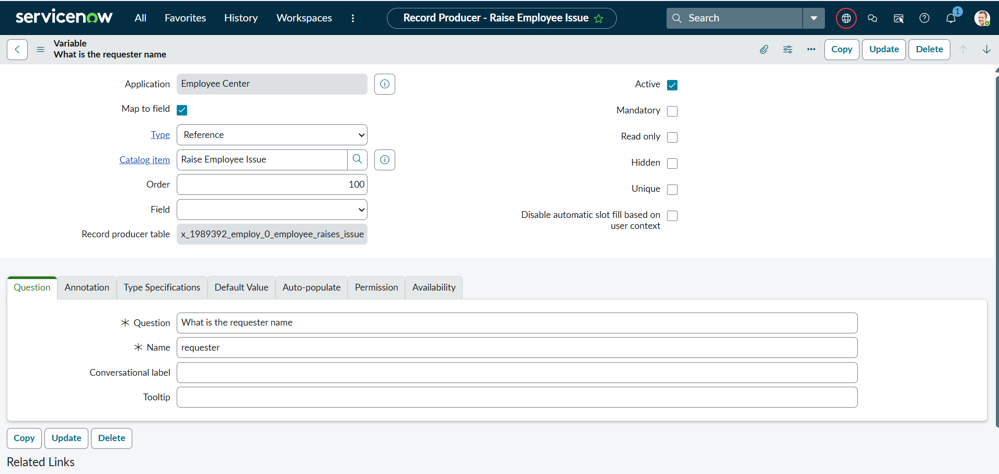 servicenow All Favorites History Workspaces Record Producer - Raise Employee Issue Search 1
Variable
What is the requester name
Copy Update Delete
Application Employee Center
Active
Map to field
Mandatory
Type Reference
Read only
Catalog item Raise Employee Issue
Hidden
Order 100
Unique
Field
Disable automatic slot fill based on
user context
Record producer table x_1989392_employ_0_employee_raises_issue
Question Annotation Type Specifications Default Value Auto-populate Permission Availability
Question What is the requester name
Name requester
Conversational label
Tooltip
Copy Update Delete
Related Links